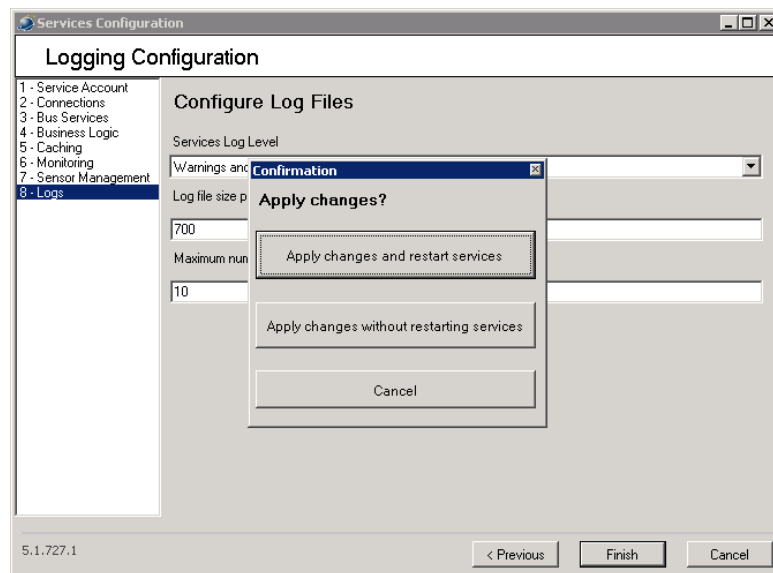 Services Configuration
Logging Configuration
1 - Service Account
2 - Connections
3 - Bus Services
4 - Business Logic
5 - Caching
6 - Monitoring
7 - Sensor Management
8 - Logs
Configure Log Files
Services Log Level
Warnings and
Log file size p
700
Maximum num
10
Confirmation
Apply changes?
Apply changes and restart services
Apply changes without restarting services
Cancel
5.1.727.1
< Previous
Finish
Cancel